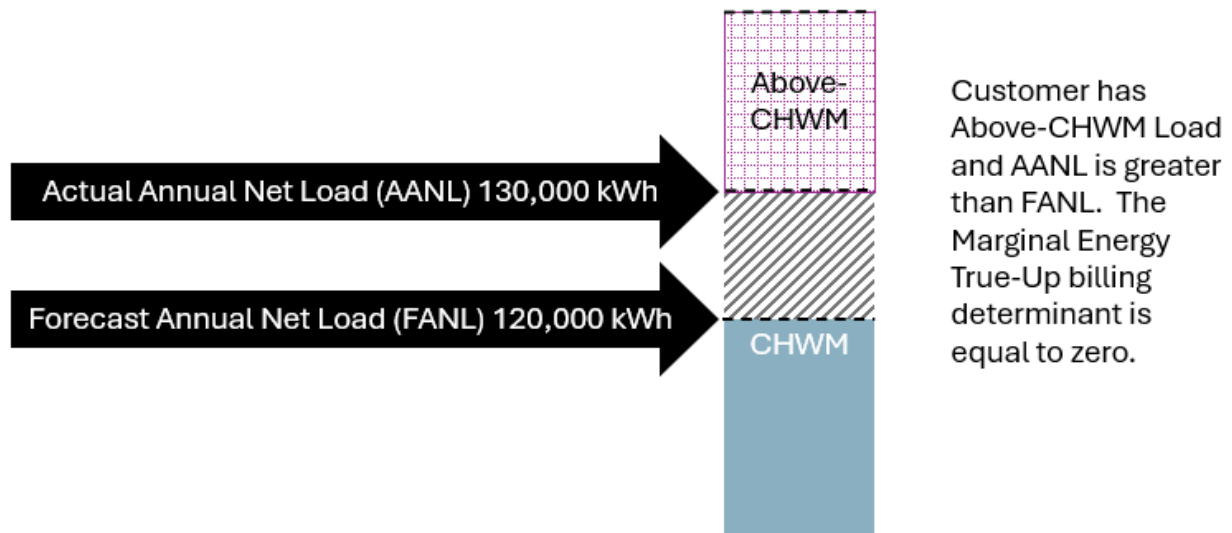 Above-
CHWM
Actual Annual Net Load (AANL) 130,000 kWh
Forecast Annual Net Load (FANL) 120,000 kWh
CHWM
Customer has
Above-CHWM Load
and AANL is greater
than FANL.  The
Marginal Energy
True-Up billing
determinant is
equal to zero.